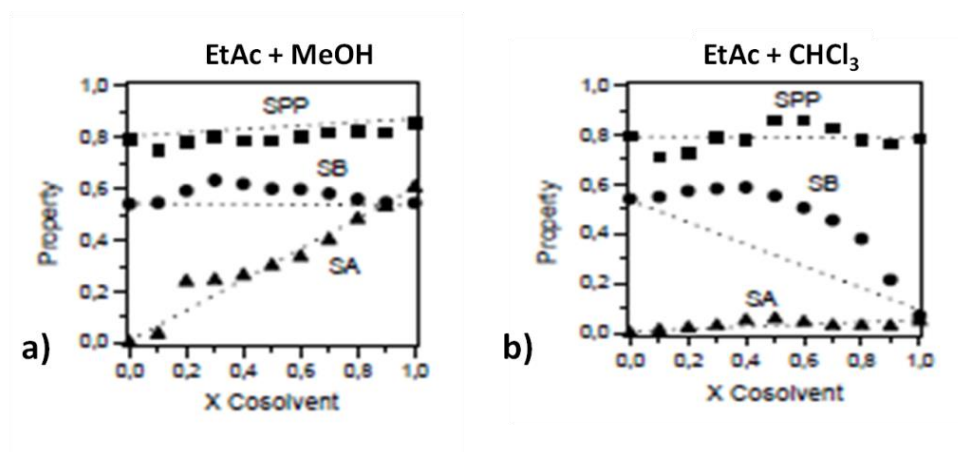 EtAc + MeOH
1,0
0,8
0,6
0,4
0,2
0,0
Property
SPP
SB
SA
0,0 0,2 0,4 0,6 0,8 1,0
X Cosolvent
a)
EtAc + CHCl₃
1,0
0,8
0,6
0,4
0,2
0,0
Property
SPP
SB
SA
0,0 0,2 0,4 0,6 0,8 1,0
X Cosolvent
b)